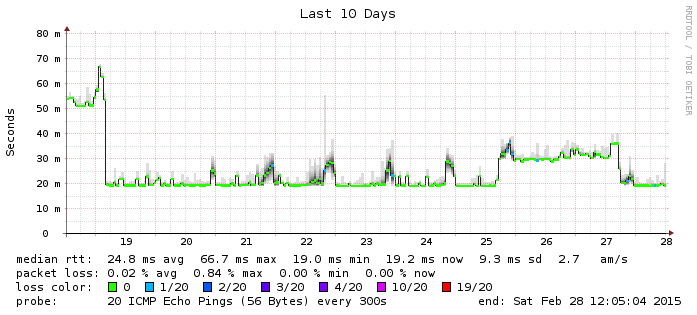 Last 10 Days
RRDTOOL / TOBI OETIKER
Seconds
80 m
70 m
60 m
50 m
40 m
30 m
20 m
10 m
0
19 20 21 22 23 24 25 26 27 28
median rtt: 24.8 ms avg 66.7 ms max 19.0 ms min 19.2 ms now 9.3 ms sd 2.7 am/s
packet loss: 0.02 % avg 0.84 % max 0.00 % min 0.00 % now
loss color: 0 1/20 2/20 3/20 4/20 10/20 19/20
probe: 20 ICMP Echo Pings (56 Bytes) every 300s end: Sat Feb 28 12:05:04 2015